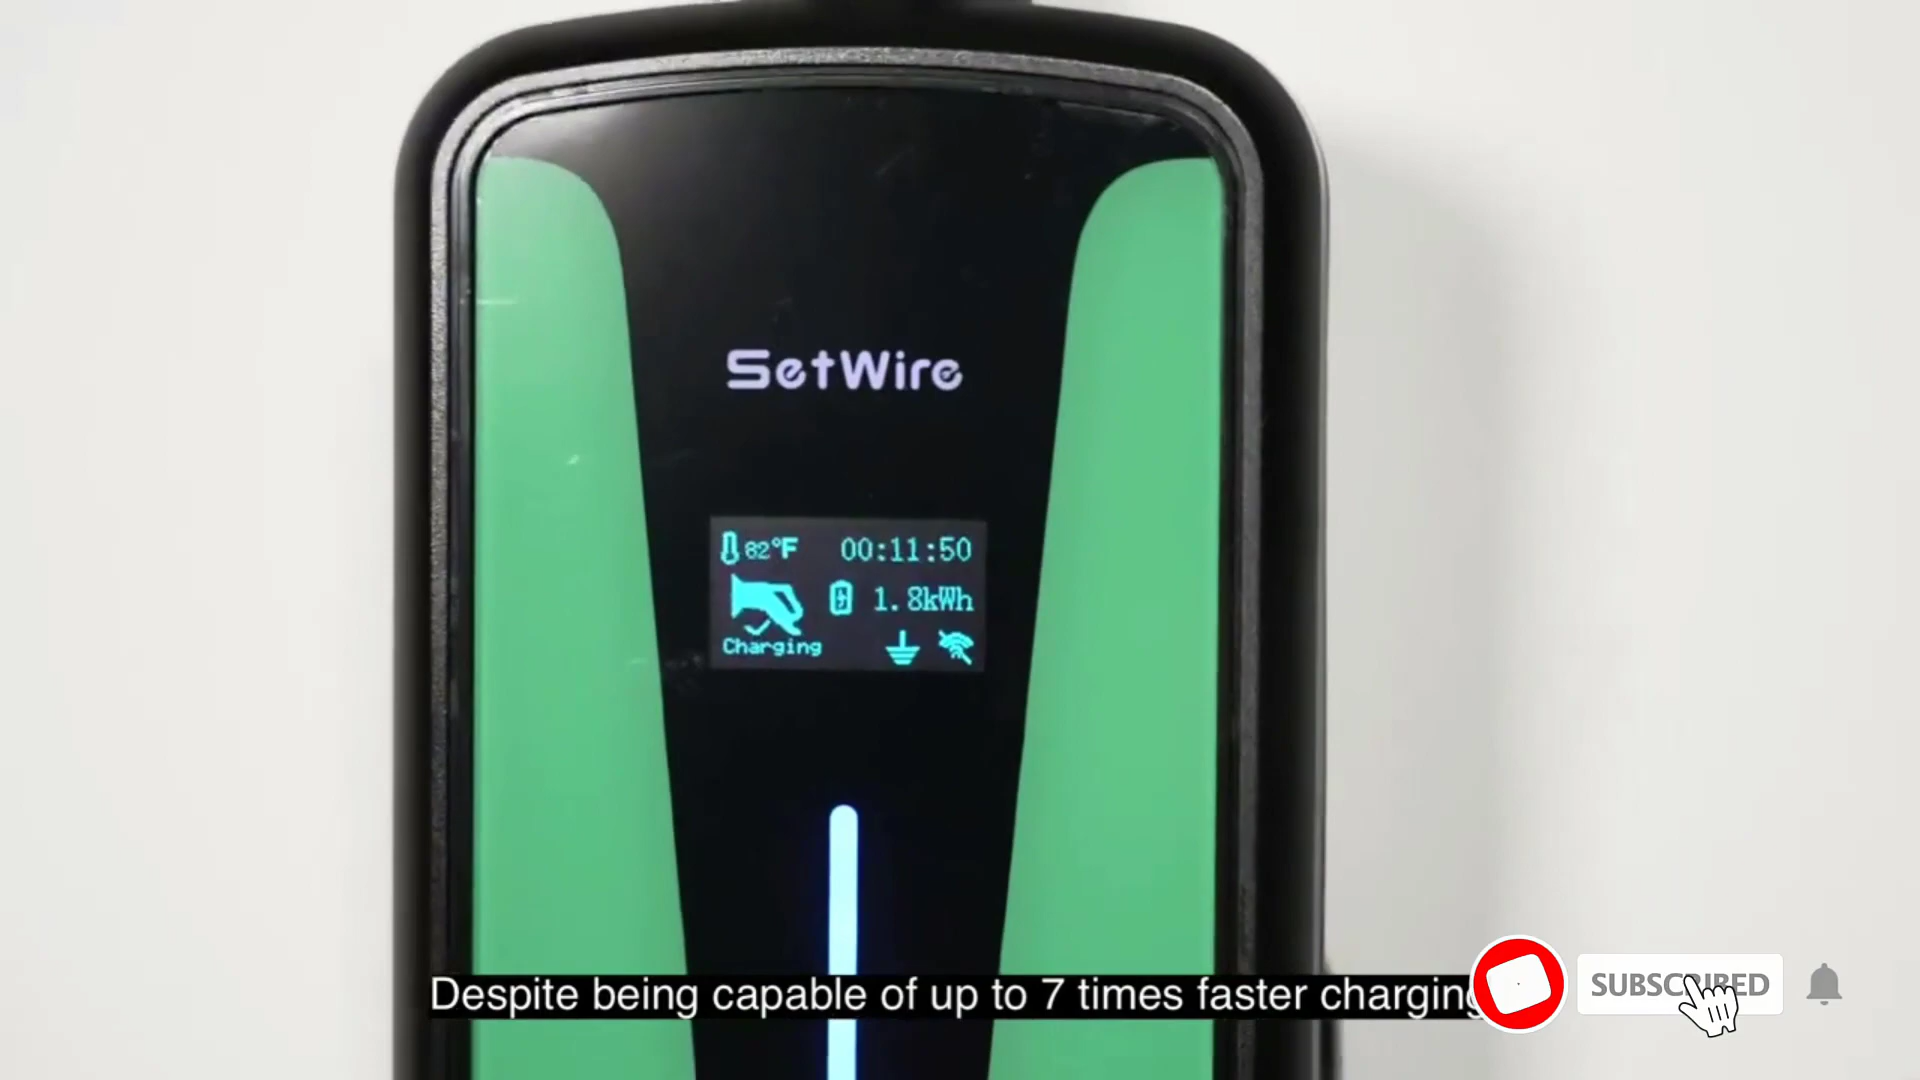 SetWire
82°F 00:11:50
1.8kWh
Charging
Despite being capable of up to 7 times faster charging
SUBSCRIBED